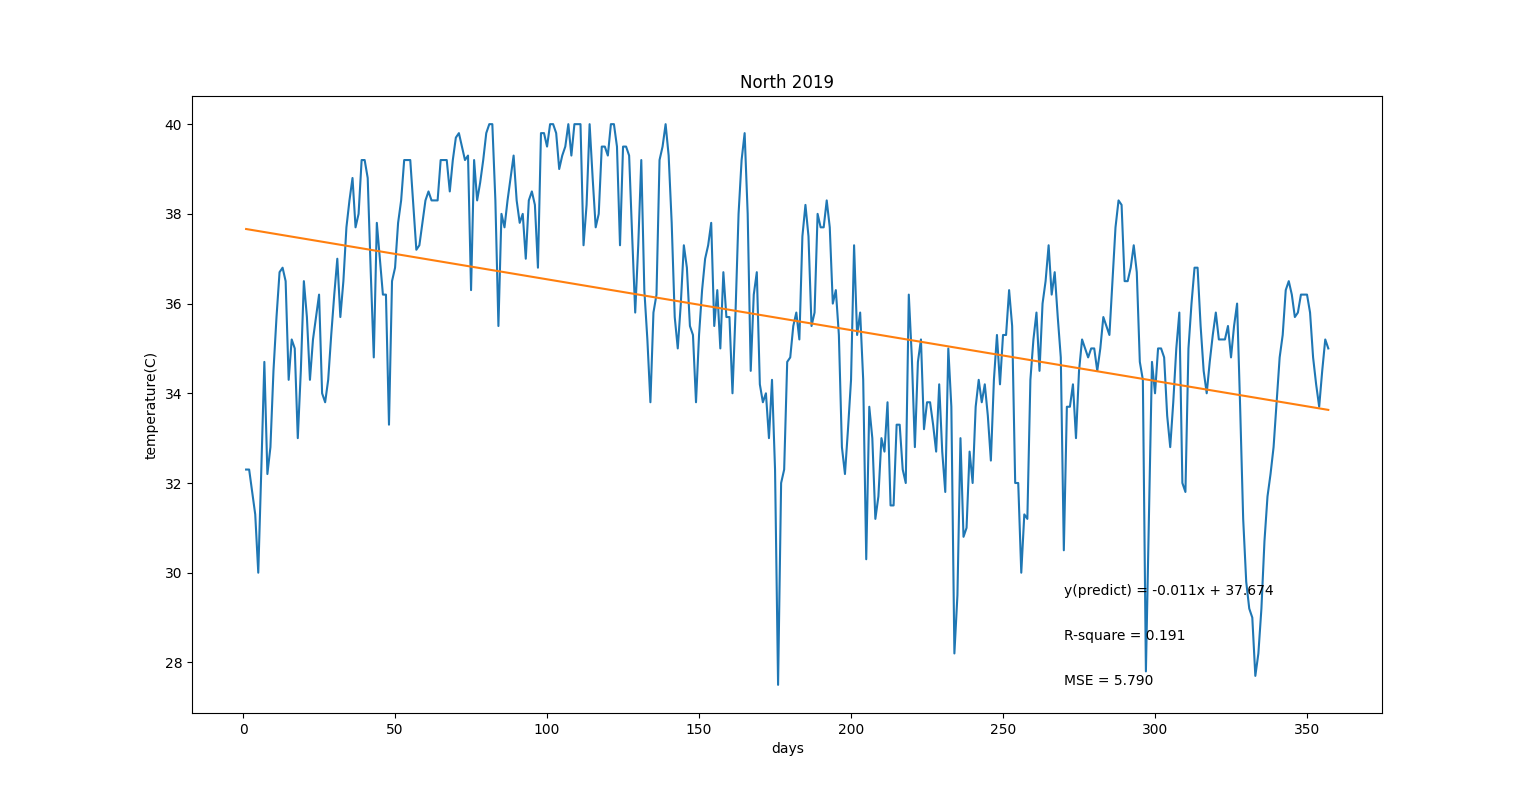 North 2019
temperature(C)
40
38
36
34
32
30
28
y(predict) = -0.011x + 37.674
R-square = 0.191
MSE = 5.790
0 50 100 150 200 250 300 350
days